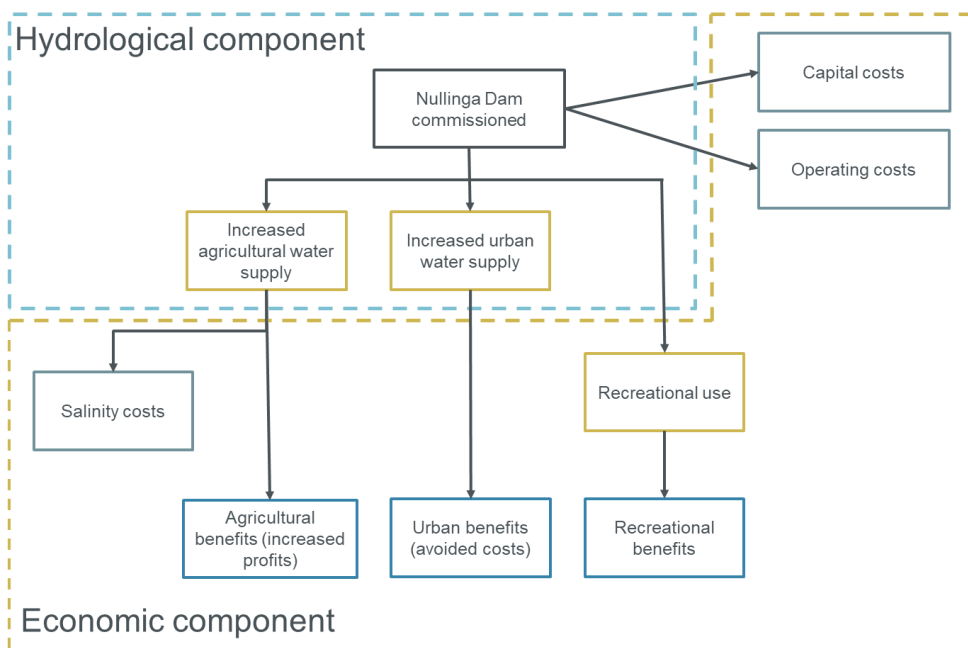 Hydrological component
Nullinga Dam
commissioned
Capital costs
Operating costs
Increased
agricultural water
supply
Increased urban
water supply
Salinity costs
Recreational use
Agricultural
benefits (increased
profits)
Urban benefits
(avoided costs)
Recreational
benefits
Economic component